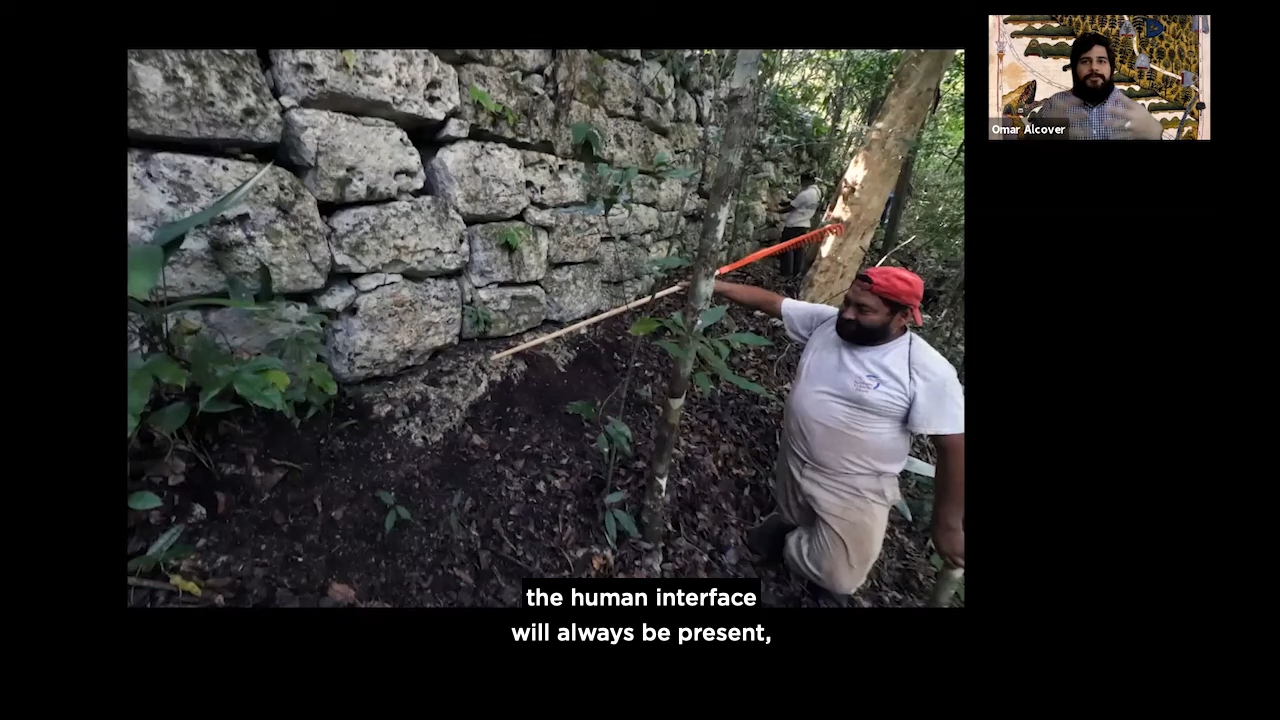 Omar Alcover
the human interface
will always be present,